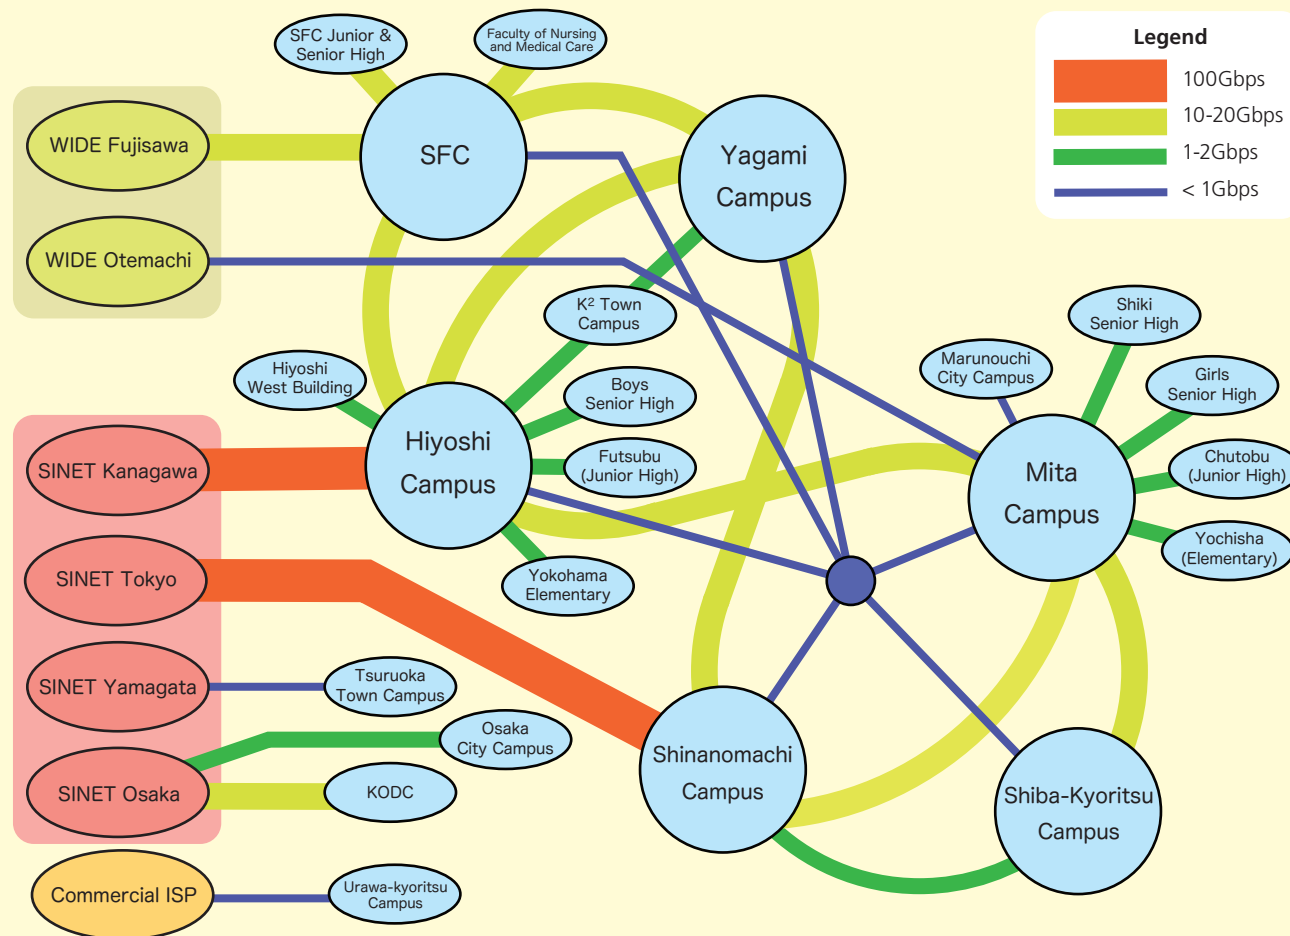 SFC Junior &
Senior High
Faculty of Nursing
and Medical Care
Legend
100Gbps
10-20Gbps
1-2Gbps
< 1Gbps
WIDE Fujisawa
SFC
Yagami
Campus
WIDE Otemachi
K² Town
Campus
Shiki
Senior High
Marunouchi
City Campus
Hiyoshi
West Building
Boys
Senior High
Girls
Senior High
Hiyoshi
Campus
Futsubu
(Junior High)
Mita
Campus
Chutobu
(Junior High)
SINET Kanagawa
Yochisha
(Elementary)
SINET Tokyo
Yokohama
Elementary
SINET Yamagata
Tsuruoka
Town Campus
Osaka
City Campus
Shinanomachi
Campus
SINET Osaka
KODC
Shiba-Kyoritsu
Campus
Commercial ISP
Urawa-kyoritsu
Campus